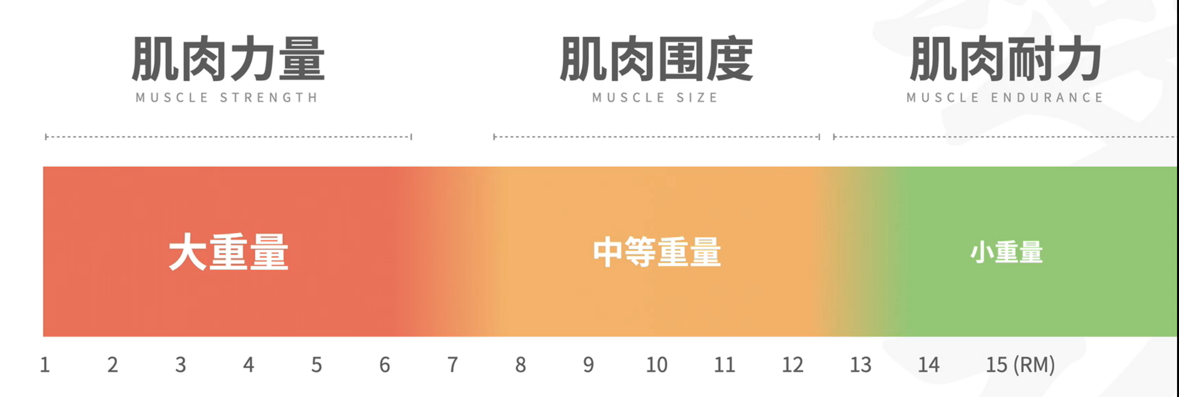 肌肉力量 肌肉围度 肌肉耐力
MUSCLE STRENGTH MUSCLE SIZE MUSCLE ENDURANCE
大重量 中等重量 小重量
1 2 3 4 5 6 7 8 9 10 11 12 13 14 15 (RM)